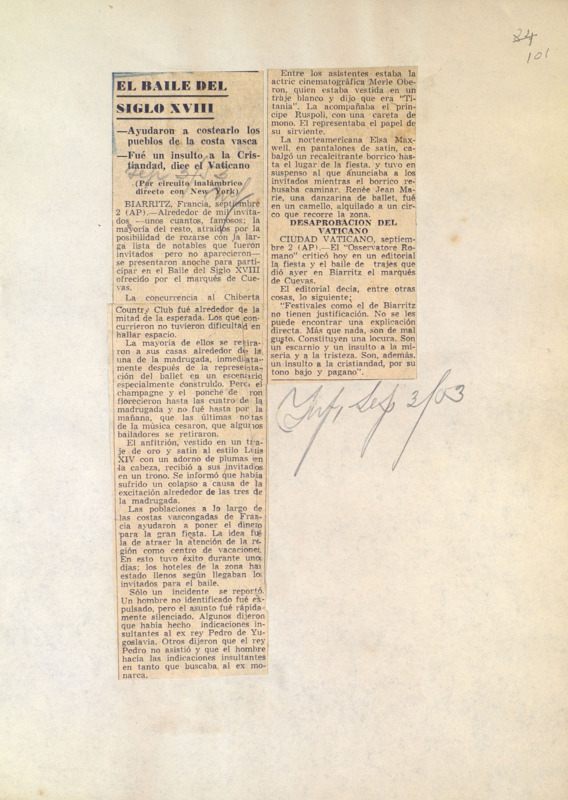 84
101
EL BAILE DEL
SIGLO XVIII
—Ayudaron a costearlo los
pueblos de la costa vasca
—Fué un insulto a la Cris-
tiandad, dice el Vaticano
(Por circuito inalámbrico
directo con New York)
BIARRITZ, Francia, septiembre
2 (AP).—Alrededor de mil invita-
dos —unos cuantos, famosos; la
mayoría del resto, atraídos por la
posibilidad de rozarse con la lar-
ga lista de notables que fueron
invitados pero no aparecieron—
se presentaron anoche para parti-
cipar en el Baile del Siglo XVIII
ofrecido por el marqués de Cue-
vas.
La concurrencia al Chiberta
Country Club fué alrededor de la
mitad de la esperada. Los que con-
currieron no tuvieron dificultad en
hallar espacio.
La mayoría de ellos se retira-
ron a sus casas alrededor de la
una de la madrugada, inmediata-
mente después de la representa-
ción del ballet en un escenario
especialmente construído. Pero el
champagne y el ponche de ron
florecieron hasta las cuatro de la
madrugada y no fué hasta por la
mañana, que las últimas notas
de la música cesaron, que algunos
bailadores se retiraron.
El anfitrión, vestido en un tra-
je de oro y satín al estilo Luis
XIV con un adorno de plumas en
la cabeza, recibió a sus invitados
en un trono. Se informó que había
sufrido un colapso a causa de la
excitación alrededor de las tres de
la madrugada.
Las poblaciones a lo largo de
las costas vascongadas de Fran-
cia ayudaron a poner el dinero
para la gran fiesta. La idea fué
la de atraer la atención de la re-
gión como centro de vacaciones.
En esto tuvo éxito durante unos
días; los hoteles de la zona han
estado llenos según llegaban los
invitados para el baile.
Sólo un incidente se reportó.
Un hombre no identificado fué ex-
pulsado, pero el asunto fué rápida-
mente silenciado. Algunos dijeron
que había hecho indicaciones in-
sultantes al ex rey Pedro de Yu-
goslavia. Otros dijeron que el rey
Pedro no asistió y que el hombre
hacía las indicaciones insultantes
en tanto que buscaba al ex mo-
narca.
Entre los asistentes estaba la
actriz cinematográfica Merle Obe-
ron, quien estaba vestida en un
traje blanco y dijo que era "Ti-
tania". La acompañaba el prín-
cipe Ruspoli, con una careta de
mono. El representaba el papel de
su sirviente.
La norteamericana Elsa Max-
well, en pantalones de satín, ca-
balgó un recalcitrante borrico has-
ta el lugar de la fiesta, y tuvo en
suspenso al que anunciaba a los
invitados mientras el borrico re-
husaba caminar. Renée Jean Ma-
rie, una danzarina de ballet, fué
en un camello, alquilado a un cir-
co que recorre la zona.
DESAPROBACION DEL
VATICANO
CIUDAD VATICANO, septiem-
bre 2 (AP).—El "Osservatore Ro-
mano" criticó hoy en un editorial
la fiesta y el baile de trajes que
dió ayer en Biarritz el marqués
de Cuevas.
El editorial decía, entre otras
cosas, lo siguiente:
"Festivales como el de Biarritz
no tienen justificación. No se les
puede encontrar una explicación
directa. Más que nada, son de mal
gusto. Constituyen una locura. Son
un escarnio y un insulto a la mi-
seria y a la tristeza. Son, además,
un insulto a la cristiandad, por su
tono bajo y pagano".
Sep 3/53